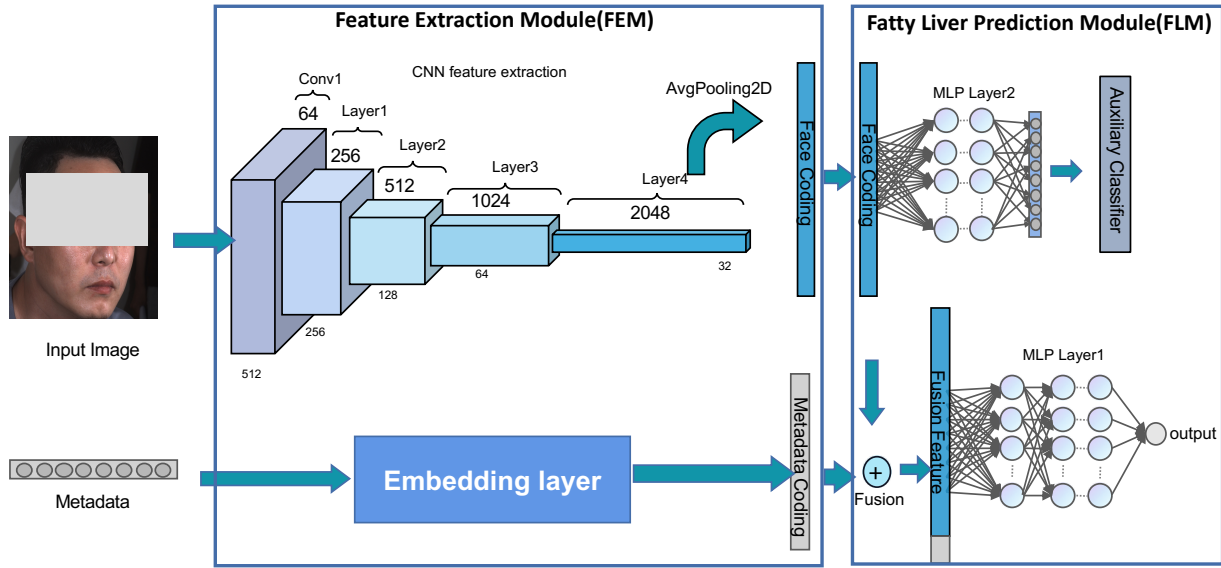 Feature Extraction Module(FEM)
CNN feature extraction
Conv1
64
Layer1
256
Layer2
512
Layer3
1024
Layer4
2048
AvgPooling2D
Face Coding
512
256
128
64
32
Input Image
Metadata
Embedding layer
Metadata Coding
Fatty Liver Prediction Module(FLM)
Face Coding
MLP Layer2
Auxiliary Classifier
+
Fusion
Fusion Feature
MLP Layer1
output